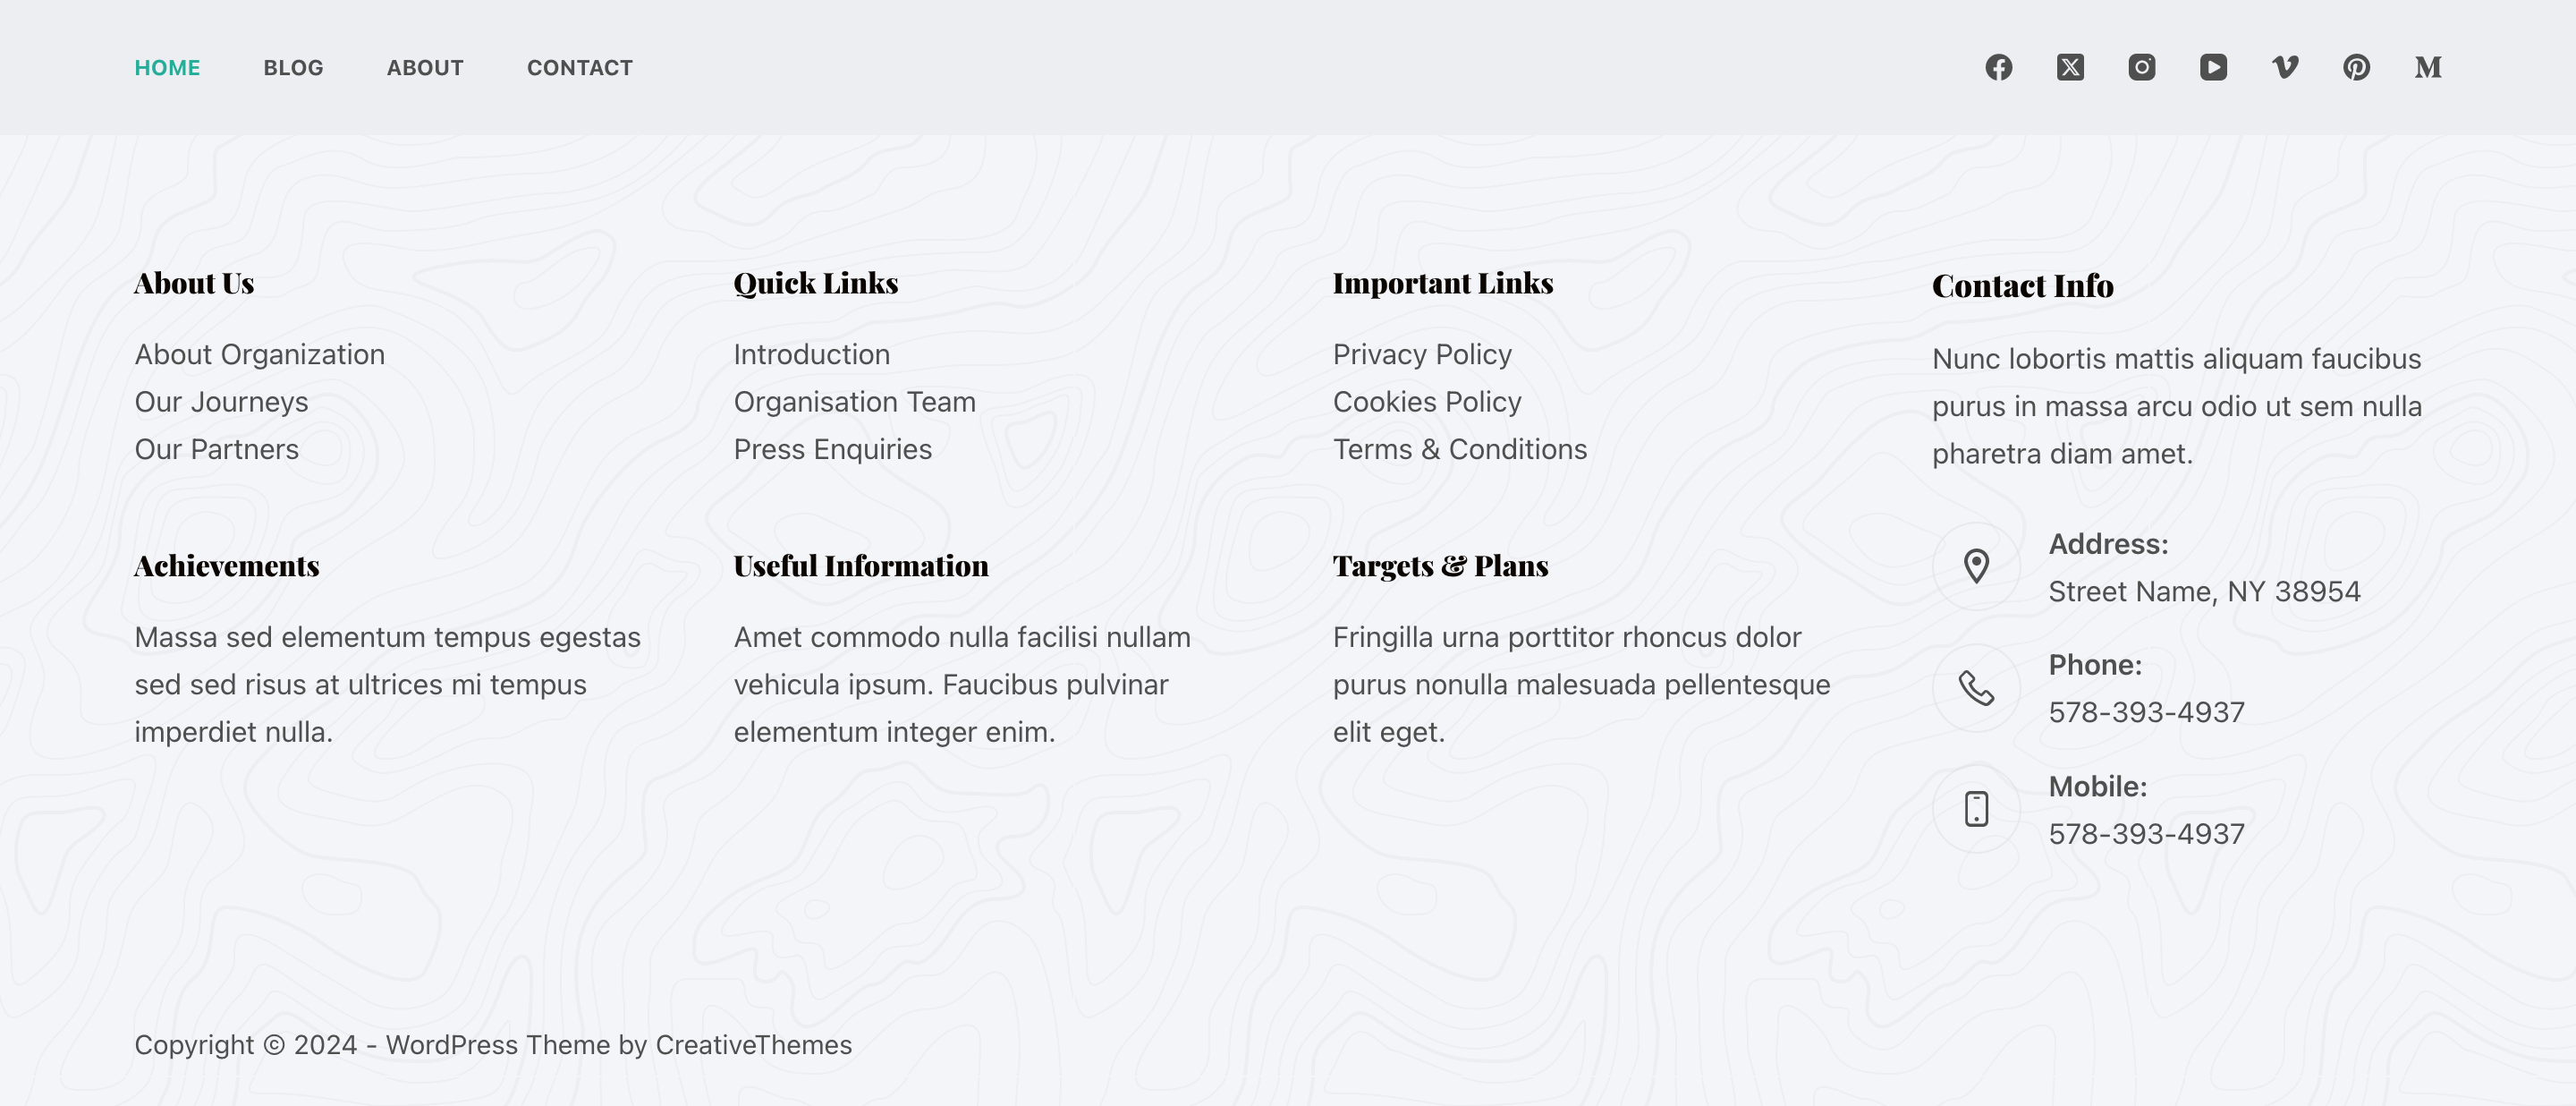 HOME BLOG ABOUT CONTACT
About Us
About Organization
Our Journeys
Our Partners
Quick Links
Introduction
Organisation Team
Press Enquiries
Important Links
Privacy Policy
Cookies Policy
Terms & Conditions
Contact Info
Nunc lobortis mattis aliquam faucibus
purus in massa arcu odio ut sem nulla
pharetra diam amet.
Address:
Street Name, NY 38954
Phone:
578-393-4937
Mobile:
578-393-4937
Achievements
Massa sed elementum tempus egestas
sed sed risus at ultrices mi tempus
imperdiet nulla.
Useful Information
Amet commodo nulla facilisi nullam
vehicula ipsum. Faucibus pulvinar
elementum integer enim.
Targets & Plans
Fringilla urna porttitor rhoncus dolor
purus nonulla malesuada pellentesque
elit eget.
Copyright © 2024 - WordPress Theme by CreativeThemes